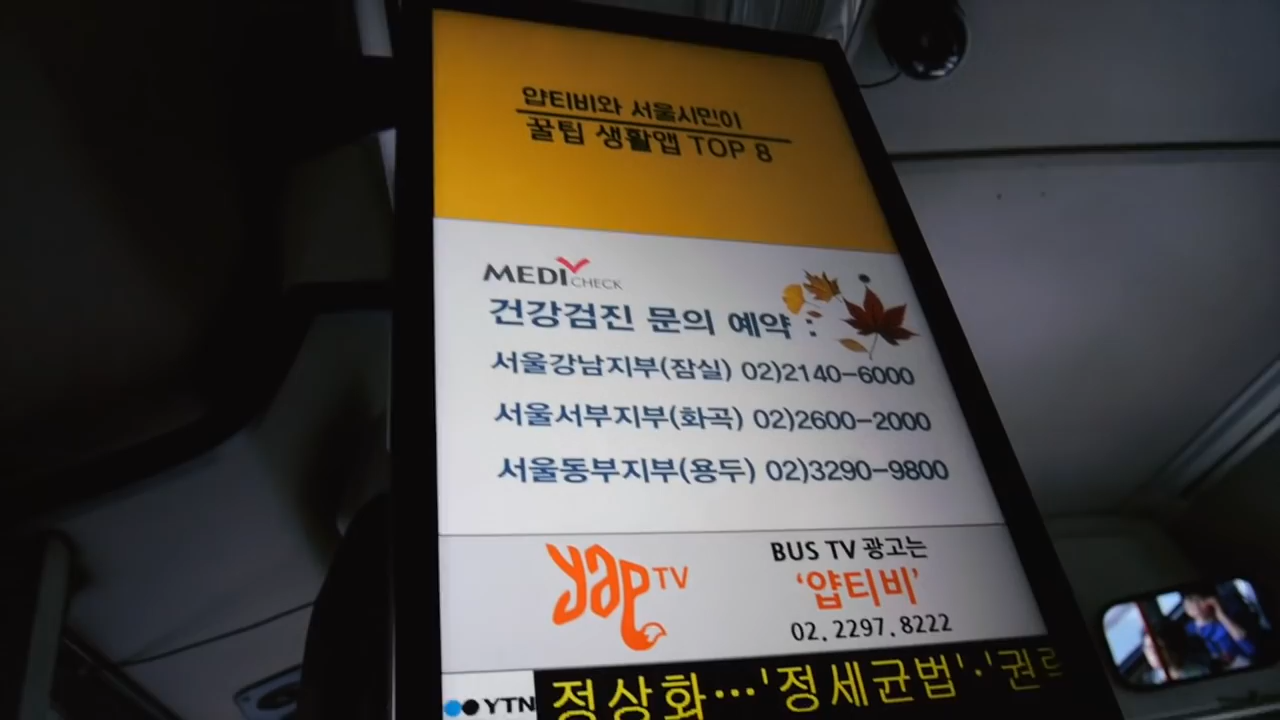 얍티비와 서울시민이
꿀팁 생활앱 TOP 8
MEDICHECK
건강검진 문의 예약 :
서울강남지부(잠실) 02)2140-6000
서울서부지부(화곡) 02)2600-2000
서울동부지부(용두) 02)3290-9800
yap TV
BUS TV 광고는
'얍티비'
02. 2297. 8222
YTN
정상화…'정세균법'·'권